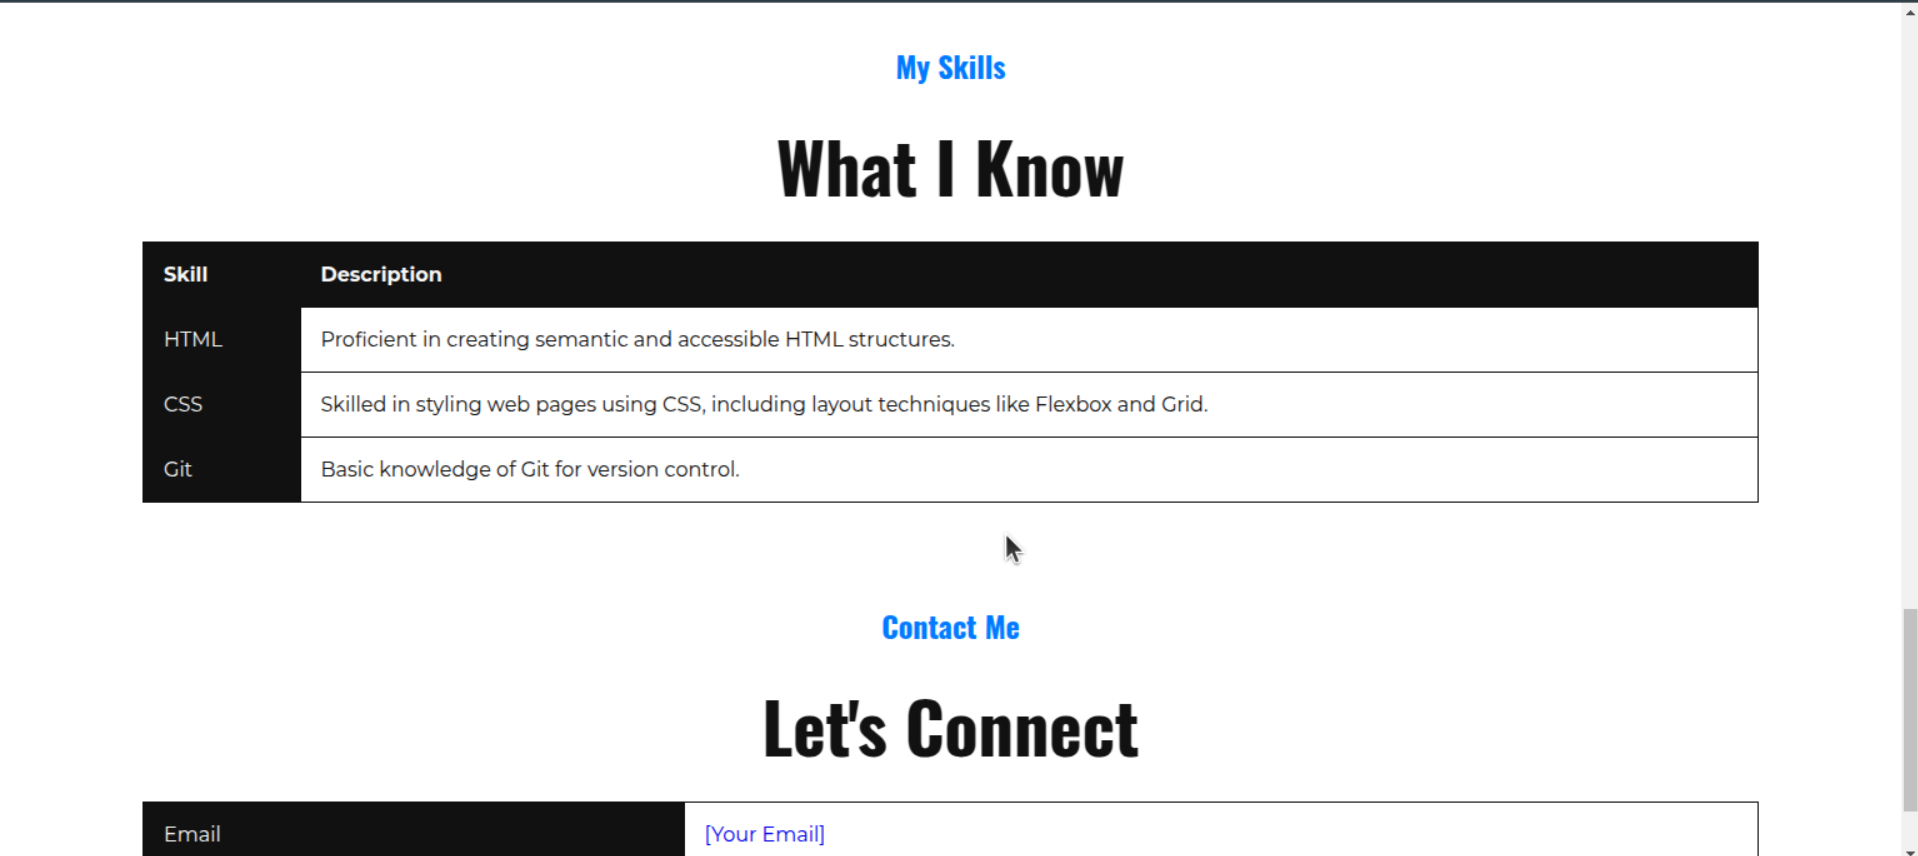 My Skills
What I Know
Skill Description
HTML Proficient in creating semantic and accessible HTML structures.
CSS Skilled in styling web pages using CSS, including layout techniques like Flexbox and Grid.
Git Basic knowledge of Git for version control.
Contact Me
Let's Connect
Email [Your Email]